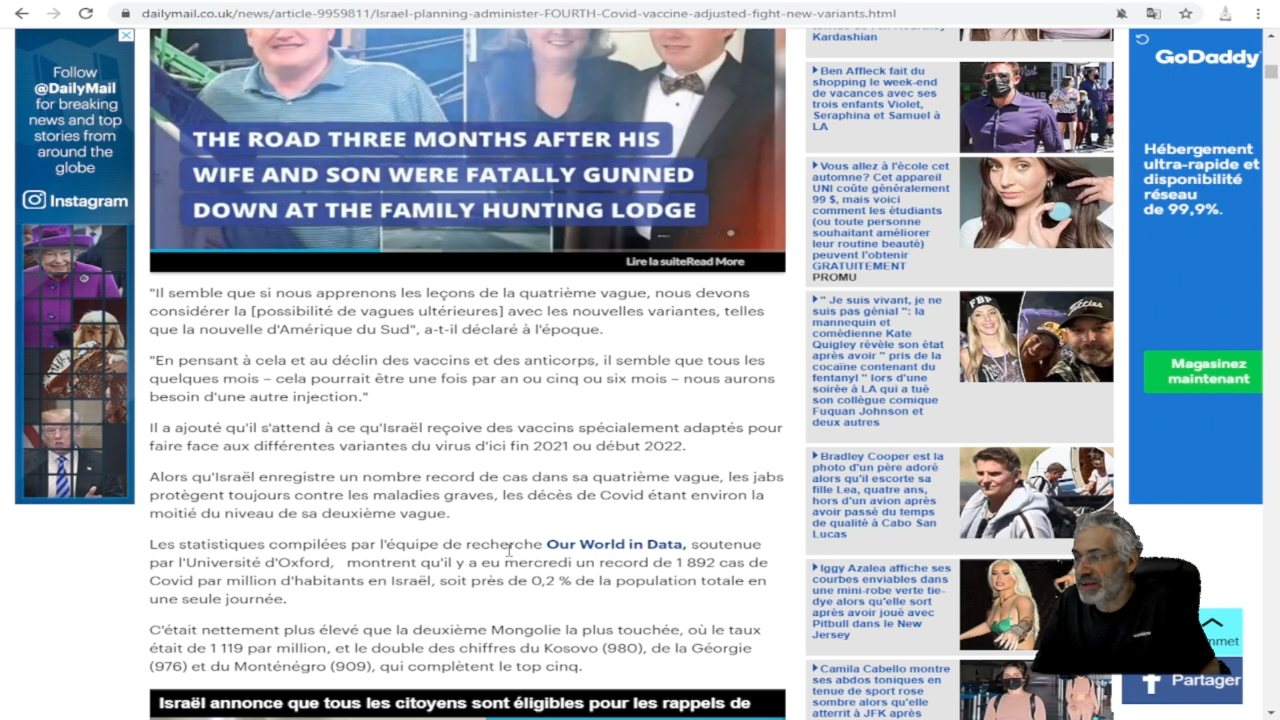 dailymail.co.uk/news/article-9959811/Israel-planning-administer-FOURTH-Covid-vaccine-adjusted-fight-new-variants.html
Follow
@DailyMail
for breaking
news and top
stories from
around the
globe
Instagram
THE ROAD THREE MONTHS AFTER HIS
WIFE AND SON WERE FATALLY GUNNED
DOWN AT THE FAMILY HUNTING LODGE
Lire la suiteRead More
"Il semble que si nous apprenons les leçons de la quatrième vague, nous devons
considérer la [possibilité de vagues ultérieures] avec les nouvelles variantes, telles
que la nouvelle d'Amérique du Sud", a-t-il déclaré à l'époque.
"En pensant à cela et au déclin des vaccins et des anticorps, il semble que tous les
quelques mois – cela pourrait être une fois par an ou cinq ou six mois – nous aurons
besoin d'une autre injection."
Il a ajouté qu'il s'attend à ce qu'Israël reçoive des vaccins spécialement adaptés pour
faire face aux différentes variantes du virus d'ici fin 2021 ou début 2022.
Alors qu'Israël enregistre un nombre record de cas dans sa quatrième vague, les jabs
protègent toujours contre les maladies graves, les décès de Covid étant environ la
moitié du niveau de sa deuxième vague.
Les statistiques compilées par l'équipe de recherche Our World in Data, soutenue
par l'Université d'Oxford, montrent qu'il y a eu mercredi un record de 1 892 cas de
Covid par million d'habitants en Israël, soit près de 0,2 % de la population totale en
une seule journée.
C'était nettement plus élevé que la deuxième Mongolie la plus touchée, où le taux
était de 1 119 par million, et le double des chiffres du Kosovo (980), de la Géorgie
(976) et du Monténégro (909), qui complètent le top cinq.
Israël annonce que tous les citoyens sont éligibles pour les rappels de
Kardashian
Ben Affleck fait du
shopping le week-end
de vacances avec ses
trois enfants Violet,
Seraphina et Samuel à
LA
Vous allez à l'école cet
automne? Cet appareil
UNI coûte généralement
99 $, mais voici
comment les étudiants
(ou toute personne
souhaitant améliorer
leur routine beauté)
peuvent l'obtenir
GRATUITEMENT
PROMU
" Je suis vivant, je ne
suis pas génial ": la
mannequin et
comédienne Kate
Quigley révèle son état
après avoir " pris de la
cocaïne contenant du
fentanyl " lors d'une
soirée à LA qui a tué
son collègue comique
Fuquan Johnson et
deux autres
Bradley Cooper est la
photo d'un père adoré
alors qu'il escorte sa
fille Lea, quatre ans,
hors d'un avion après
avoir passé du temps
de qualité à Cabo San
Lucas
Iggy Azalea affiche ses
courbes enviables dans
une mini-robe verte tie-
dye alors qu'elle sort
après avoir joué avec
Pitbull dans le New
Jersey
Camila Cabello montre
ses abdos toniques en
tenue de sport rose
sombre alors qu'elle
atterrit à JFK après
GoDaddy
Hébergement
ultra-rapide et
disponibilité
réseau
de 99,9%.
Magasinez
maintenant
Partager